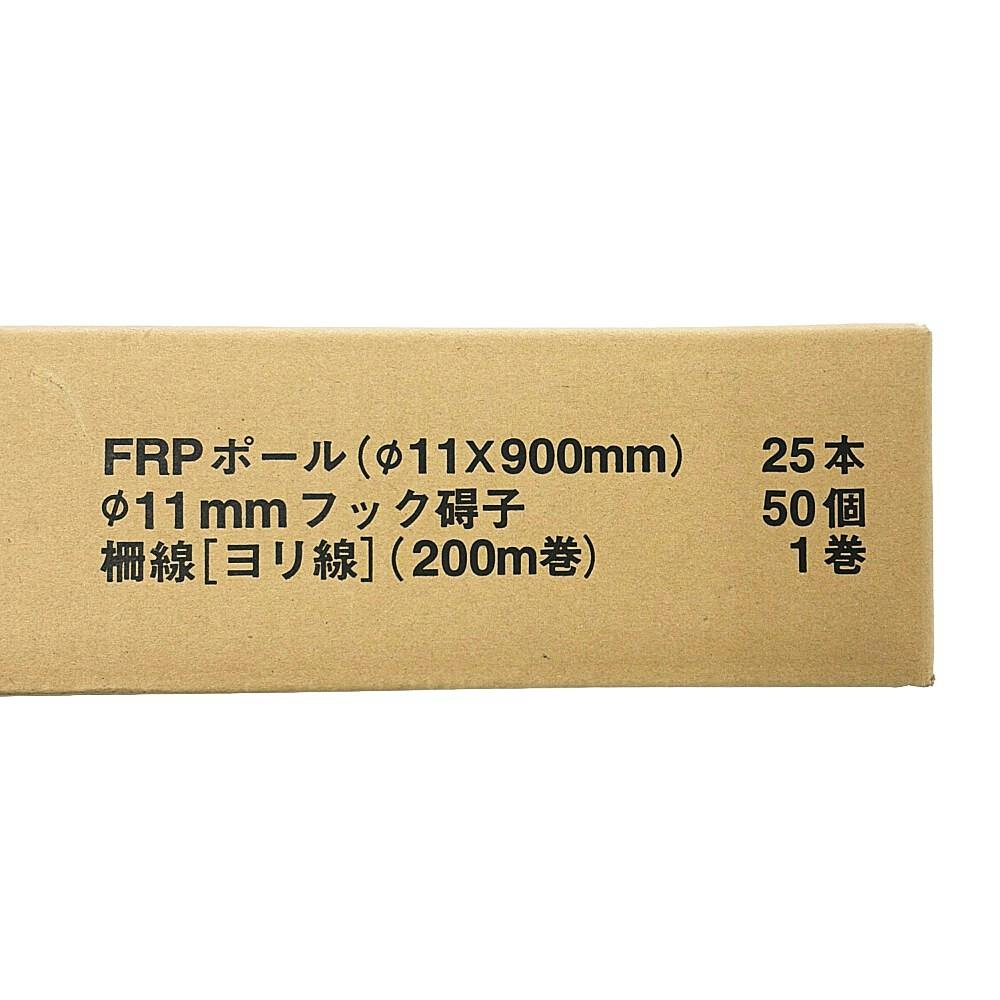 FRPポール(φ11X900mm) 25本
φ11mmフック碍子 50個
柵線[ヨリ線](200m巻) 1巻